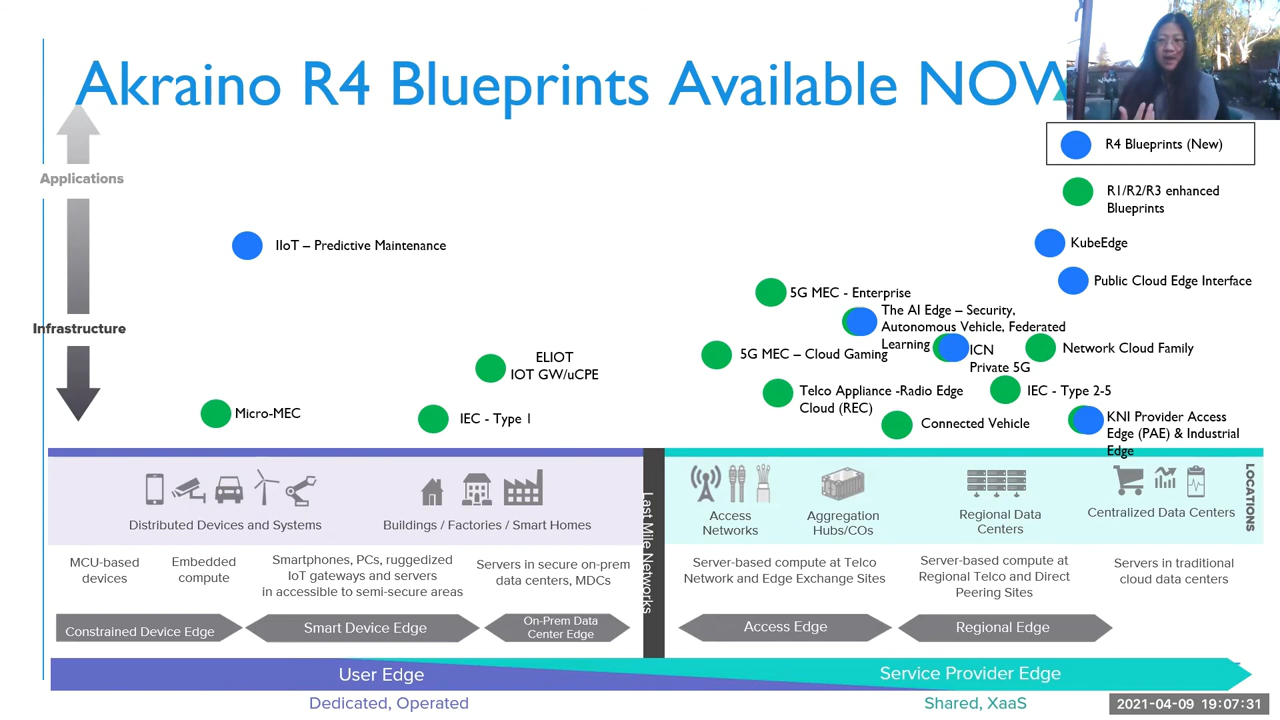 Akraino R4 Blueprints Available NOW
R4 Blueprints (New)
Applications
R1/R2/R3 enhanced
Blueprints
IIoT – Predictive Maintenance
KubeEdge
Public Cloud Edge Interface
5G MEC - Enterprise
The AI Edge – Security,
Autonomous Vehicle, Federated
Learning
Infrastructure
5G MEC – Cloud Gaming
ICN
Private 5G
Network Cloud Family
ELIOT
IOT GW/uCPE
Telco Appliance -Radio Edge
Cloud (REC)
IEC - Type 2-5
Micro-MEC
IEC - Type 1
Connected Vehicle
KNI Provider Access
Edge (PAE) & Industrial
Edge
Distributed Devices and Systems
Buildings / Factories / Smart Homes
Last Mile Networks
Access
Networks
Aggregation
Hubs/COs
Regional Data
Centers
Centralized Data Centers
LOCATIONS
MCU-based
devices
Embedded
compute
Smartphones, PCs, ruggedized
IoT gateways and servers
in accessible to semi-secure areas
Servers in secure on-prem
data centers, MDCs
Server-based compute at Telco
Network and Edge Exchange Sites
Server-based compute at
Regional Telco and Direct
Peering Sites
Servers in traditional
cloud data centers
Constrained Device Edge
Smart Device Edge
On-Prem Data
Center Edge
Access Edge
Regional Edge
User Edge
Service Provider Edge
Dedicated, Operated
Shared, XaaS
2021-04-09 19:07:31